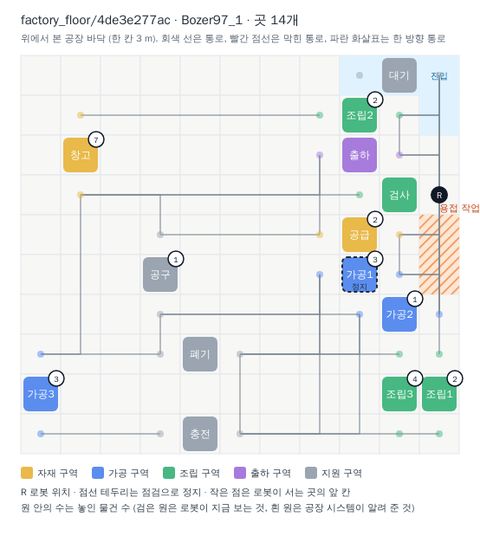 factory_floor/4de3e277ac · Bozer97_1 · 곳 14개
위에서 본 공장 바닥 (한 칸 3 m). 회색 선은 통로, 빨간 점선은 막힌 통로, 파란 화살표는 한 방향 통로
대기
전립
2
조립2
7
창고
출하
검사
R
용접 작업
2
공급
1
공구
3
가공1
정지
1
가공2
폐기
3
가공3
4
조립3
2
조립1
충전
자재 구역 가공 구역 조립 구역 출하 구역 지원 구역
R 로봇 위치 · 점선 테두리는 점검으로 정지 · 작은 점은 로봇이 서는 곳의 앞 칸
원 안의 수는 놓인 물건 수 (검은 원은 로봇이 지금 보는 것, 흰 원은 공장 시스템이 알려 준 것)